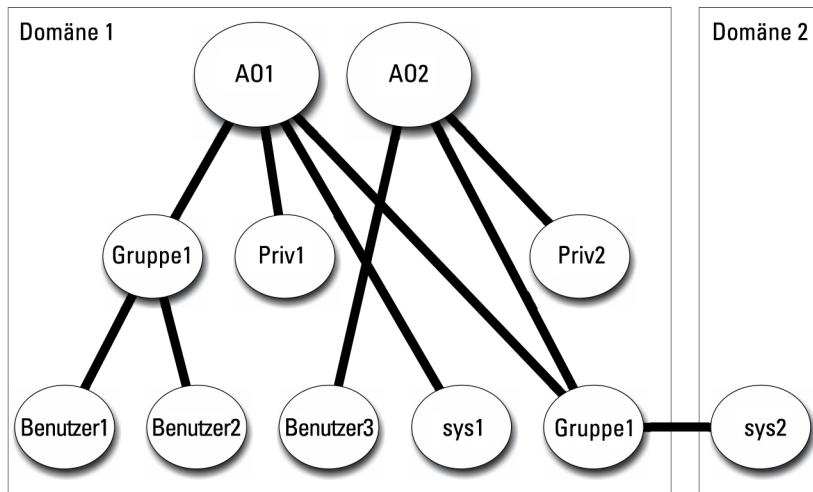 Domäne 1
Domäne 2
AO1
AO2
Gruppe1
Priv1
Priv2
Benutzer1
Benutzer2
Benutzer3
sys1
Gruppe1
sys2